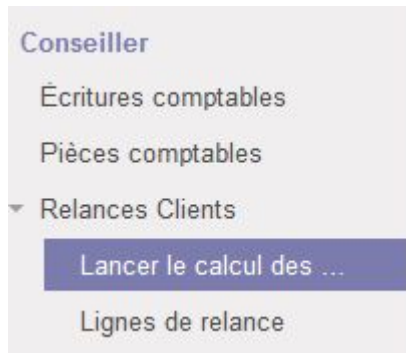 Conseiller
Écritures comptables
Pièces comptables
Relances Clients
Lancer le calcul des ...
Lignes de relance